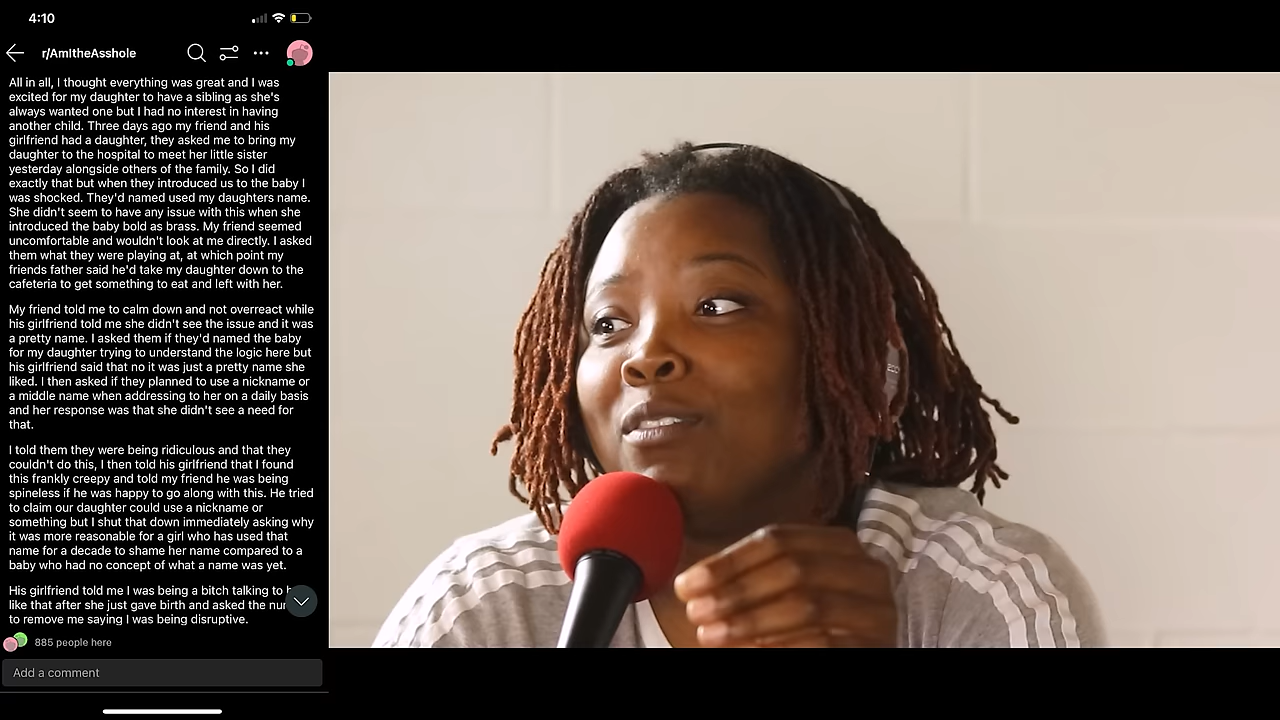 4:10
r/AmItheAsshole
All in all, I thought everything was great and I was
excited for my daughter to have a sibling as she's
always wanted one but I had no interest in having
another child. Three days ago my friend and his
girlfriend had a daughter, they asked me to bring my
daughter to the hospital to meet her little sister
yesterday alongside others of the family. So I did
exactly that but when they introduced us to the baby I
was shocked. They'd named used my daughters name.
She didn't seem to have any issue with this when she
introduced the baby bold as brass. My friend seemed
uncomfortable and wouldn't look at me directly. I asked
them what they were playing at, at which point my
friends father said he'd take my daughter down to the
cafeteria to get something to eat and left with her.
My friend told me to calm down and not overreact while
his girlfriend told me she didn't see the issue and it was
a pretty name. I asked them if they'd named the baby
for my daughter trying to understand the logic here but
his girlfriend said that no it was just a pretty name she
liked. I then asked if they planned to use a nickname or
a middle name when addressing to her on a daily basis
and her response was that she didn't see a need for
that.
I told them they were being ridiculous and that they
couldn't do this, I then told his girlfriend that I found
this frankly creepy and told my friend he was being
spineless if he was happy to go along with this. He tried
to claim our daughter could use a nickname or
something but I shut that down immediately asking why
it was more reasonable for a girl who has used that
name for a decade to shame her name compared to a
baby who had no concept of what a name was yet.
His girlfriend told me I was being a bitch talking to
like that after she just gave birth and asked the
to remove me saying I was being disruptive.
885 people here
Add a comment